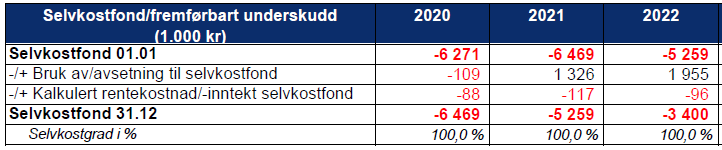 Selvkostfond/fremførbart underskudd (1.000 kr) 2020 2021 2022
Selvkostfond 01.01 -6 271 -6 469 -5 259
-/+ Bruk av/avsetning til selvkostfond -109 1 326 1 955
-/+ Kalkulert rentekostnad/-inntekt selvkostfond -88 -117 -96
Selvkostfond 31.12 -6 469 -5 259 -3 400
Selvkostgrad i % 100,0 % 100,0 % 100,0 %